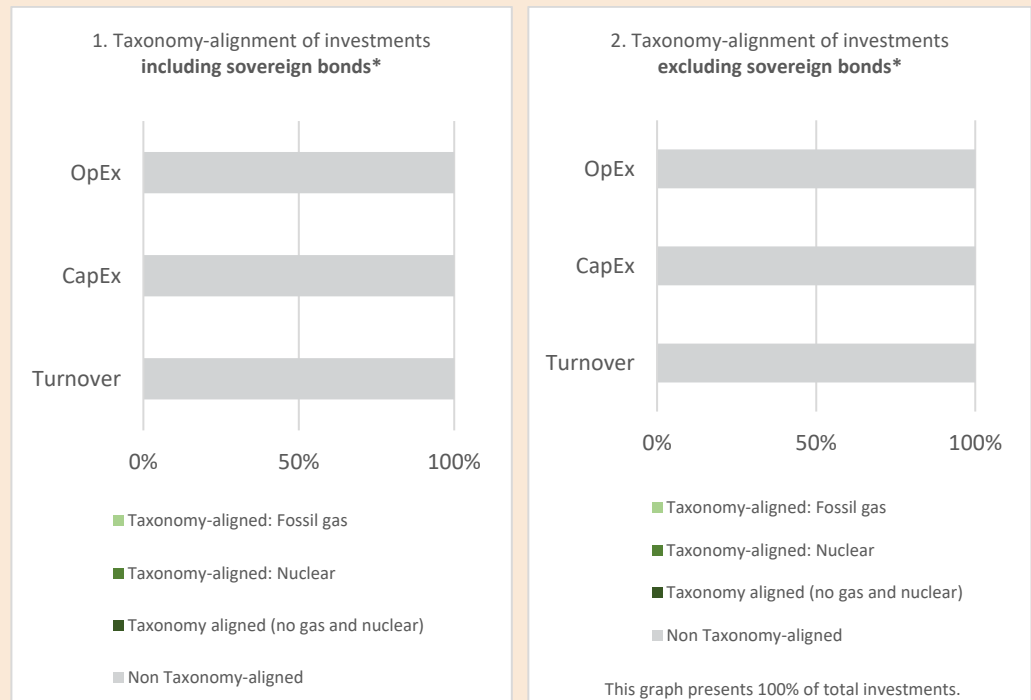 1. Taxonomy-alignment of investments
including sovereign bonds*
OpEx
CapEx
Turnover
0% 50% 100%
Taxonomy-aligned: Fossil gas
Taxonomy-aligned: Nuclear
Taxonomy aligned (no gas and nuclear)
Non Taxonomy-aligned
2. Taxonomy-alignment of investments
excluding sovereign bonds*
OpEx
CapEx
Turnover
0% 50% 100%
Taxonomy-aligned: Fossil gas
Taxonomy-aligned: Nuclear
Taxonomy aligned (no gas and nuclear)
Non Taxonomy-aligned
This graph presents 100% of total investments.